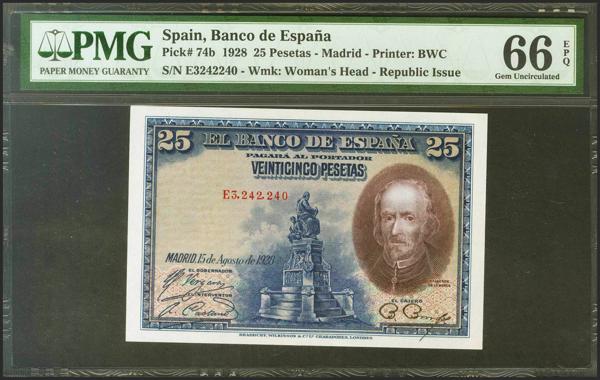 PMG
PAPER MONEY GUARANTY
Spain, Banco de España
Pick# 74b 1928 25 Pesetas - Madrid - Printer: BWC
S/N E3242240 - Wmk: Woman's Head - Republic Issue
66 EPQ
Gem Uncirculated
25 EL BANCO DE ESPAÑA 25
PAGARÁ AL PORTADOR
VEINTICINCO PESETAS
E3,242,240
MADRID, 15 de Agosto de 1928
EL GOBERNADOR
EL INTERVENTOR
EL CAJERO
BRADBURY, WILKINSON & Cº Lº GRABADORES, LONDRES